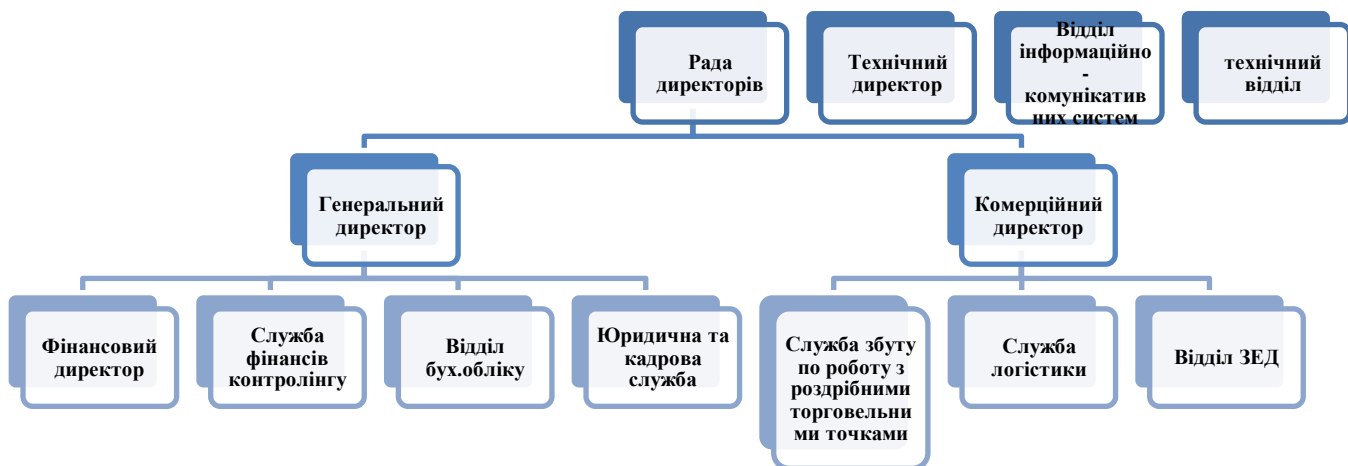 Рада
директорів
Технічний
директор
Відділ
інформаційно
-
комунікатив
них систем
технічний
відділ
Генеральний
директор
Комерційний
директор
Фінансовий
директор
Служба
фінансів
контролінгу
Відділ
бух.обліку
Юридична та
кадрова
служба
Служба збуту
по роботу з
роздрібними
торговельни
ми точками
Служба
логістики
Відділ ЗЕД